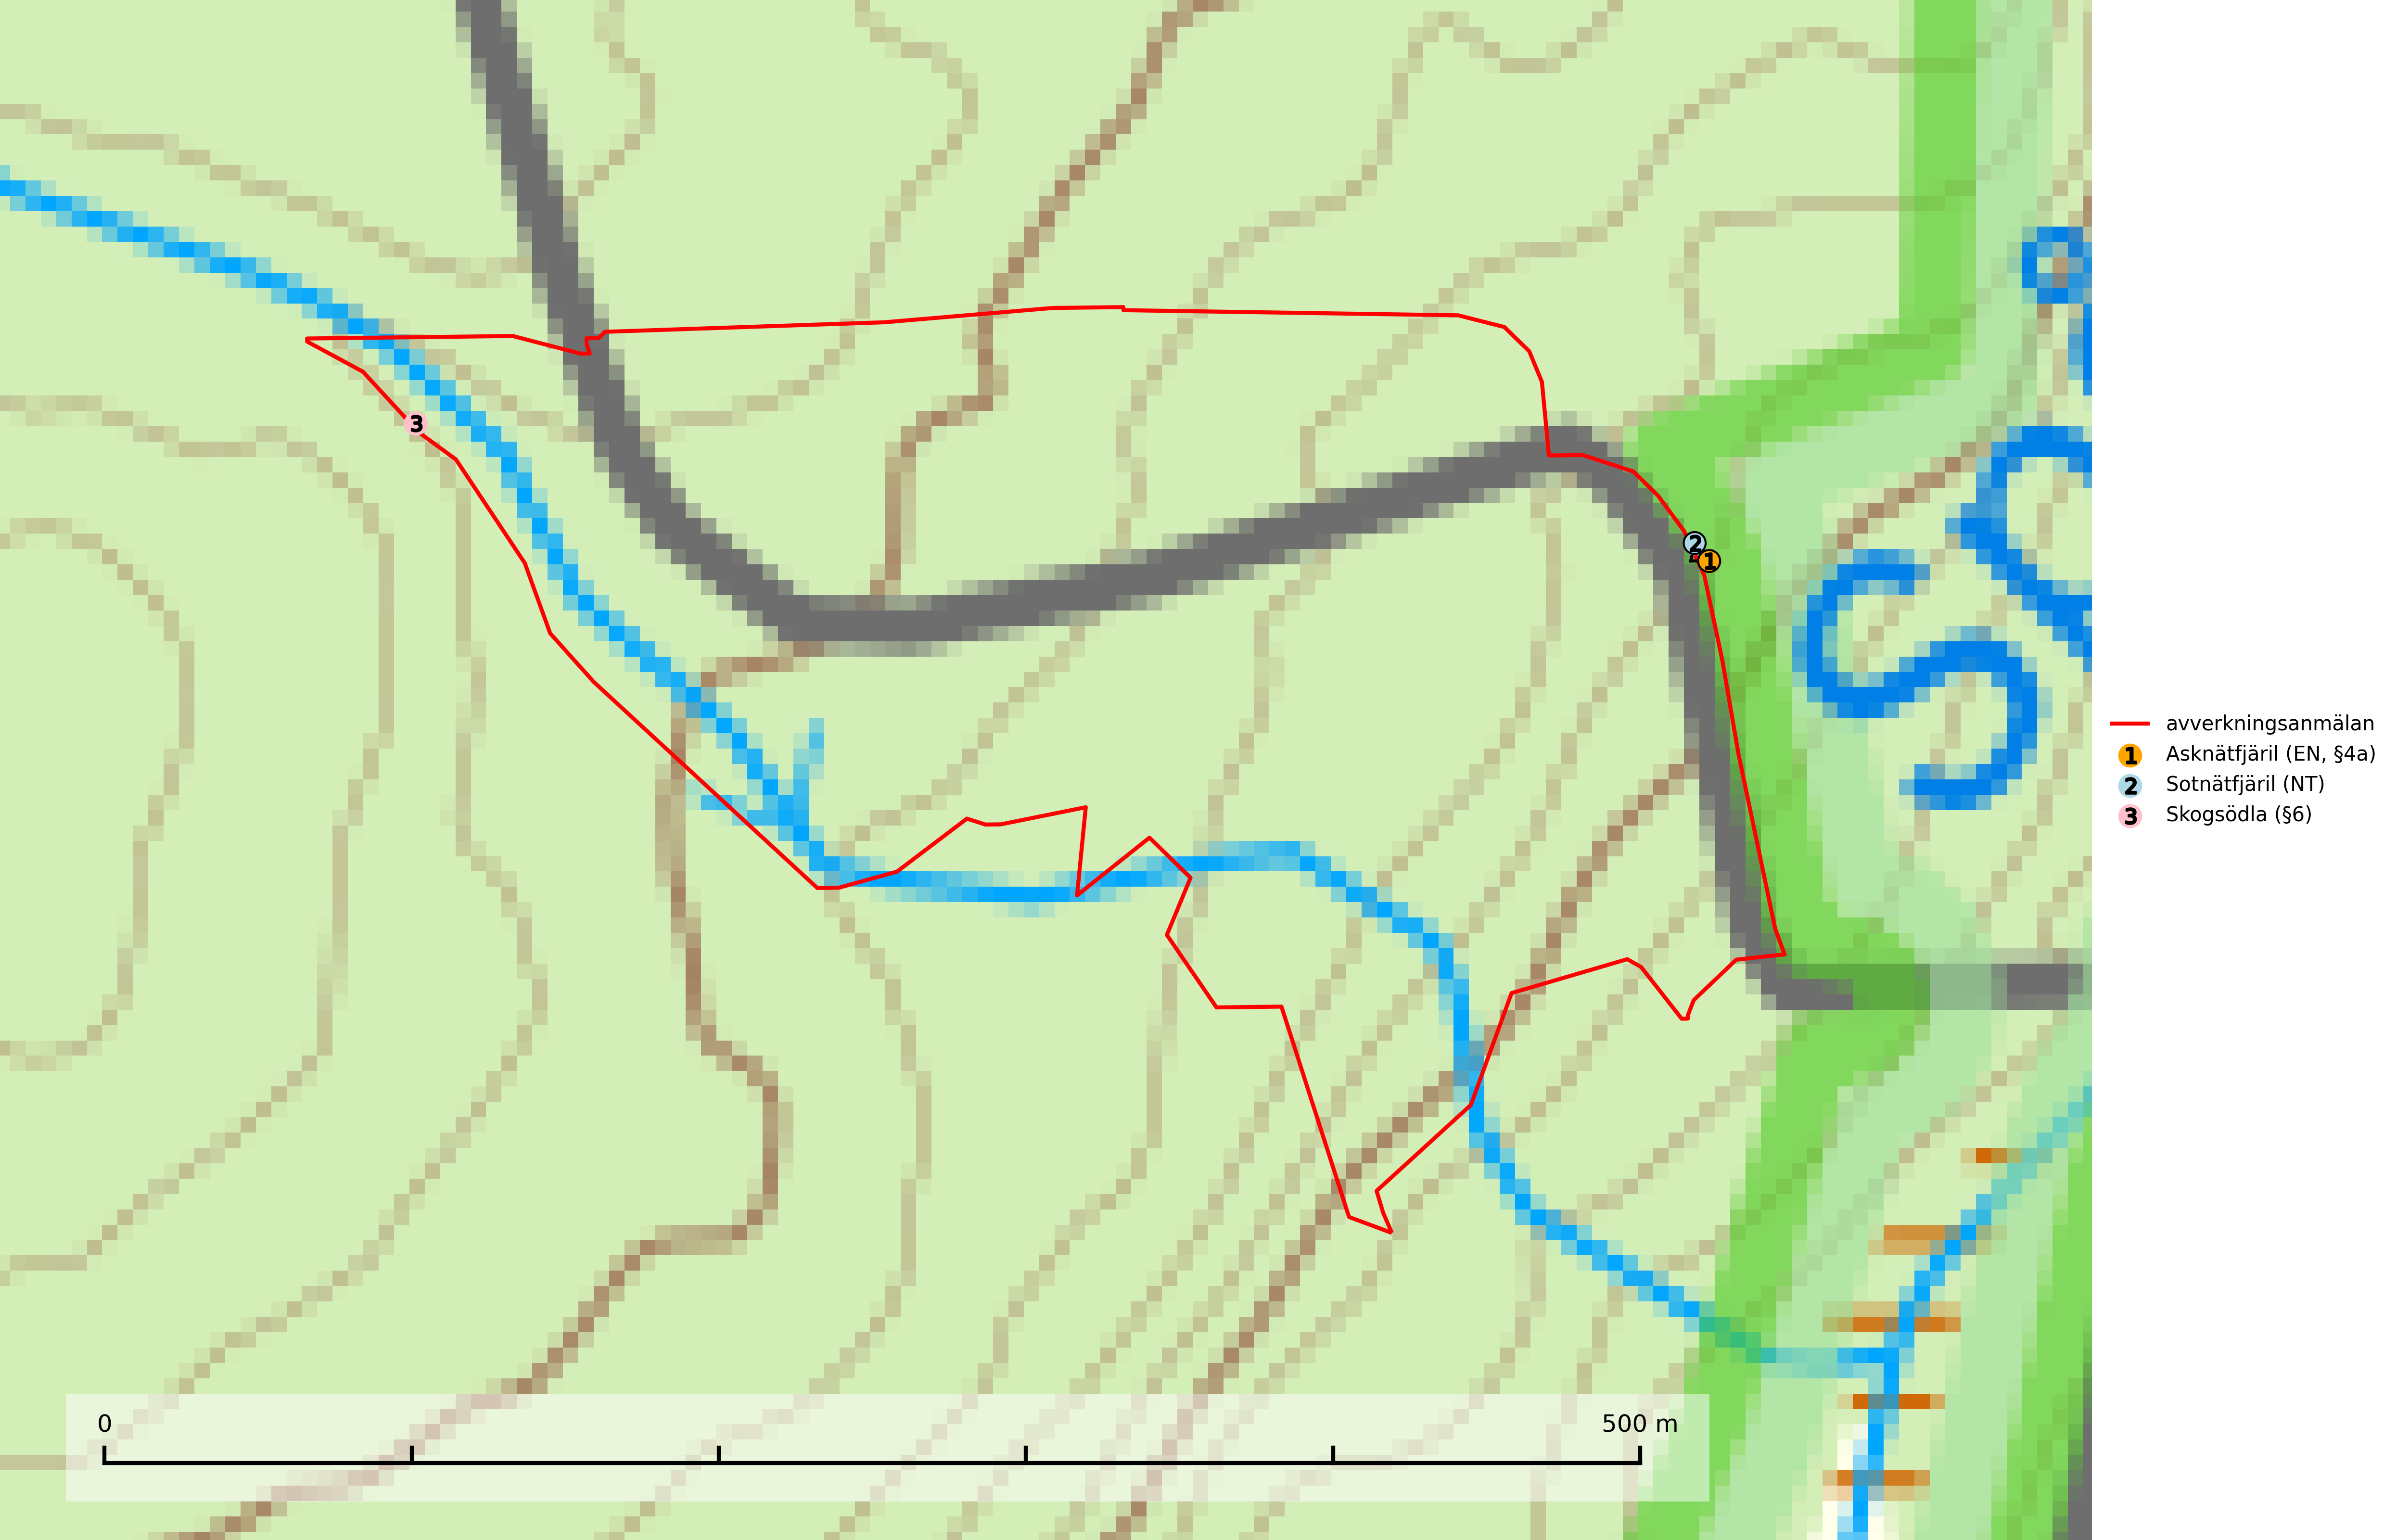 3
2
1
avverkningsanmälan
1 Asknätfjäril (EN, §4a)
2 Sotnätfjäril (NT)
3 Skogsödla (§6)
0 500 m